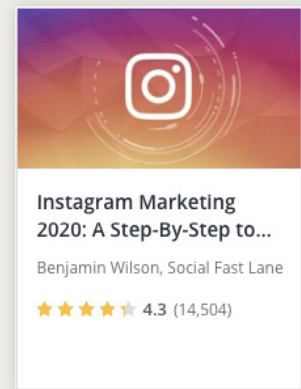 Instagram Marketing
2020: A Step-By-Step to...
Benjamin Wilson, Social Fast Lane
4.3 (14,504)